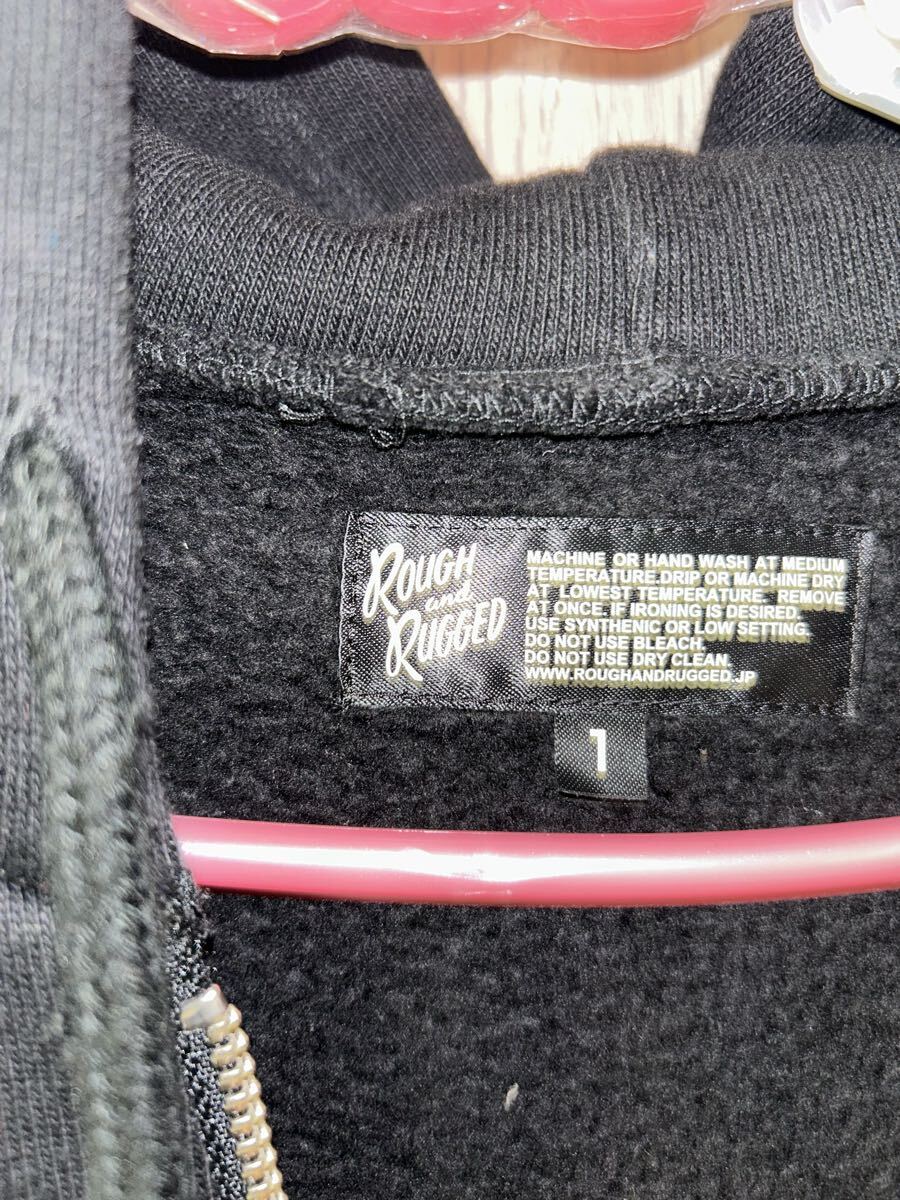 ROUGH
and
RUGGED
MACHINE OR HAND WASH AT MEDIUM
TEMPERATURE.DRIP OR MACHINE DRY
AT LOWEST TEMPERATURE. REMOVE
AT ONCE. IF IRONING IS DESIRED.
USE SYNTHENIC OR LOW SETTING.
DO NOT USE BLEACH.
DO NOT USE DRY CLEAN.
WWW.ROUGHANDRUGGED.JP
1